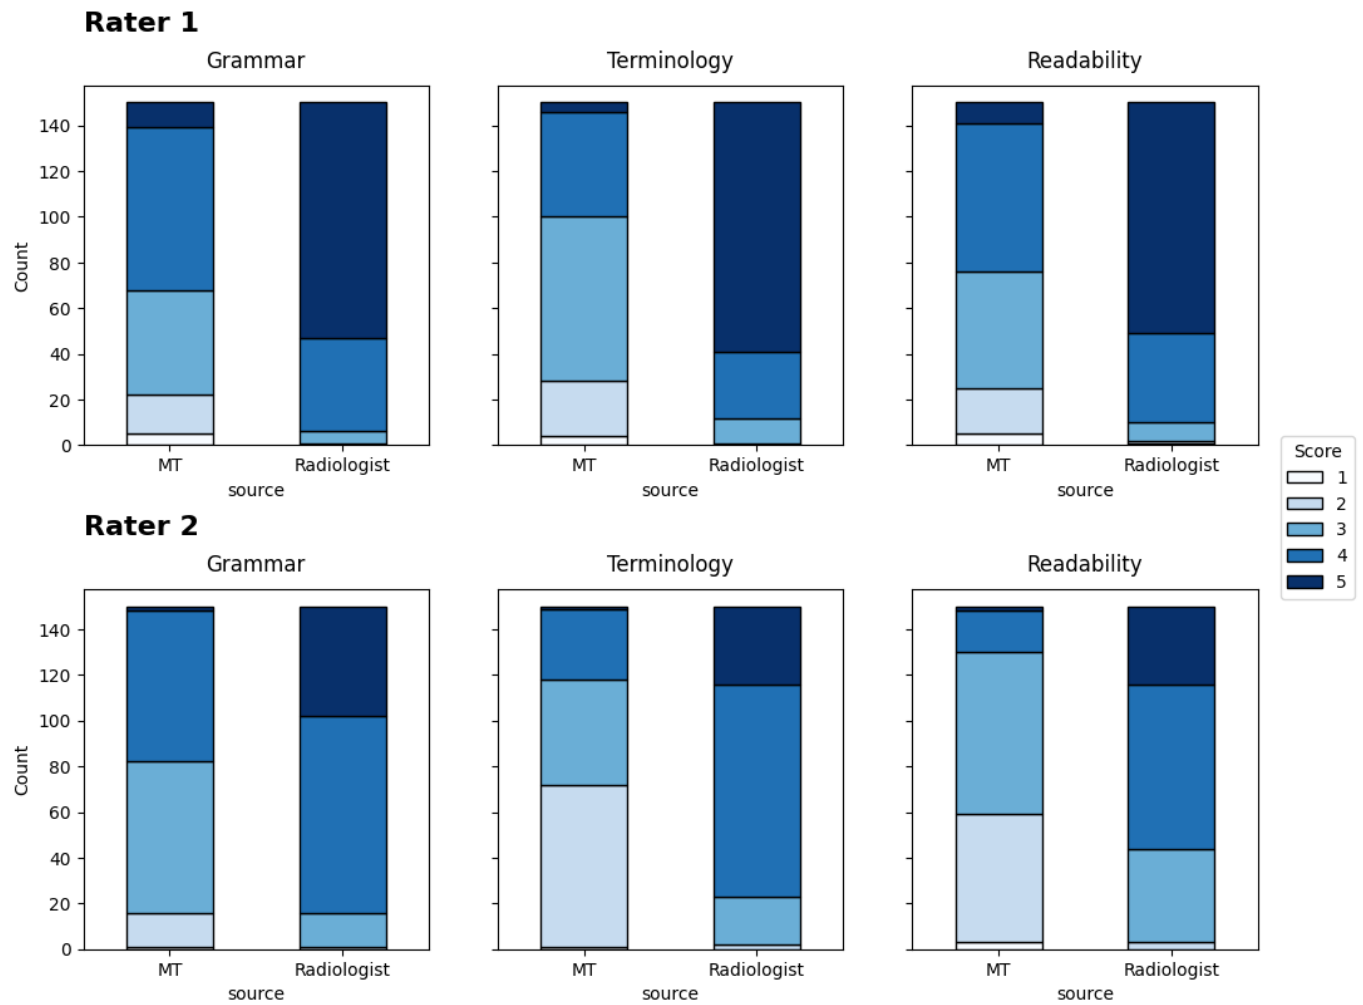 Rater 1
Grammar
Terminology
Readability
Count
140
120
100
80
60
40
20
0
MT
Radiologist
source
MT
Radiologist
source
MT
Radiologist
source
Score
1
2
3
4
5
Rater 2
Grammar
Terminology
Readability
Count
140
120
100
80
60
40
20
0
MT
Radiologist
source
MT
Radiologist
source
MT
Radiologist
source